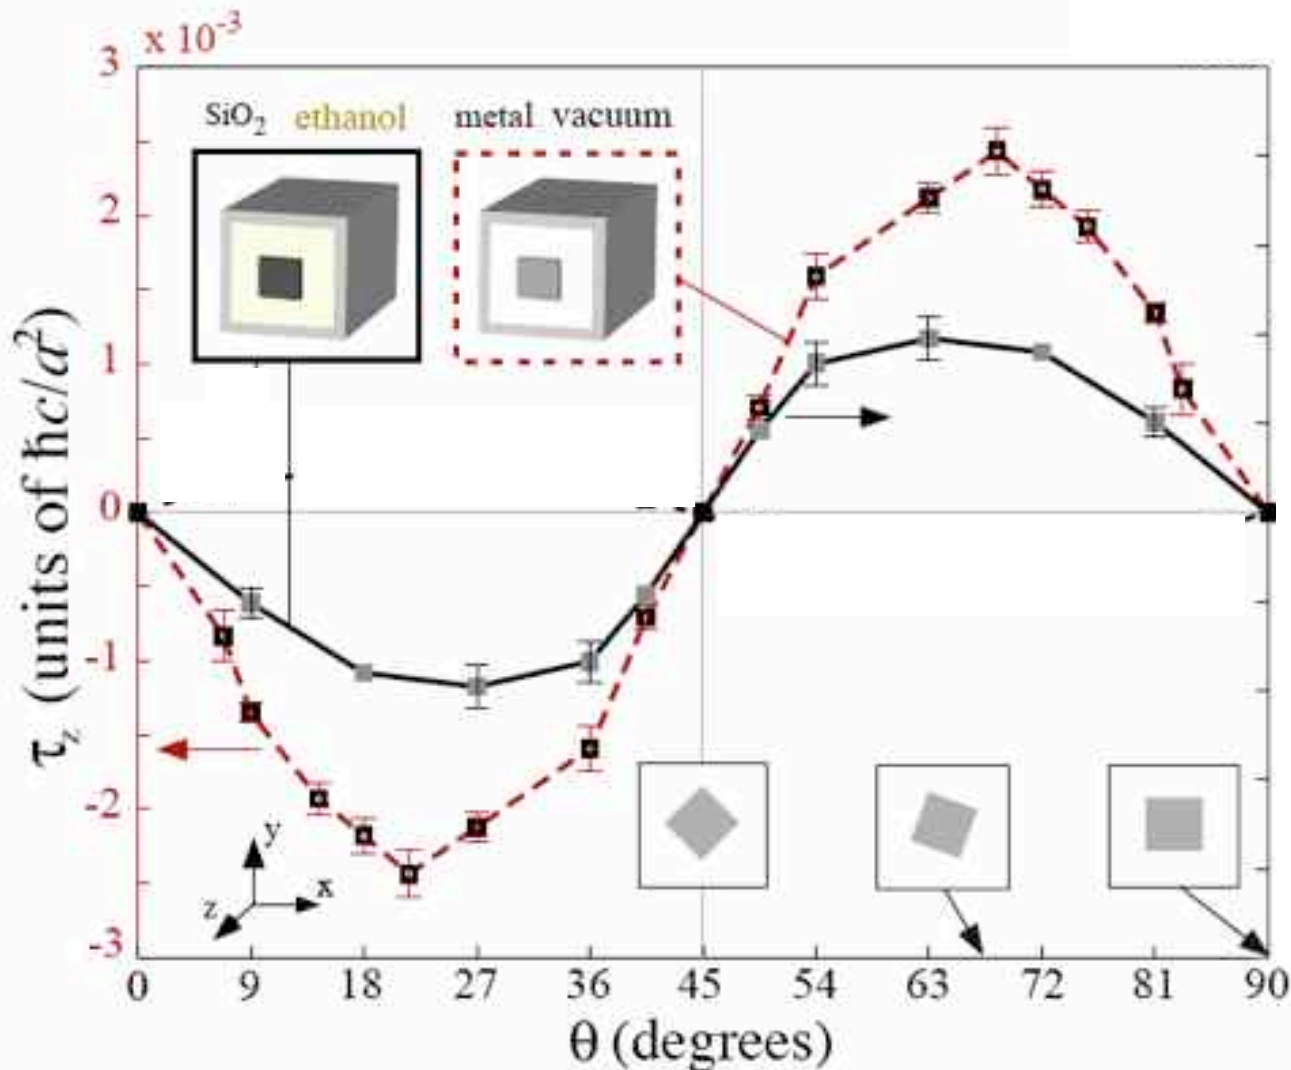 x 10⁻³
3
SiO₂ ethanol metal vacuum
2
1
0
-1
-2
-3
τz (units of ħc/a²)
y
x
z
0 9 18 27 36 45 54 63 72 81 90
θ (degrees)